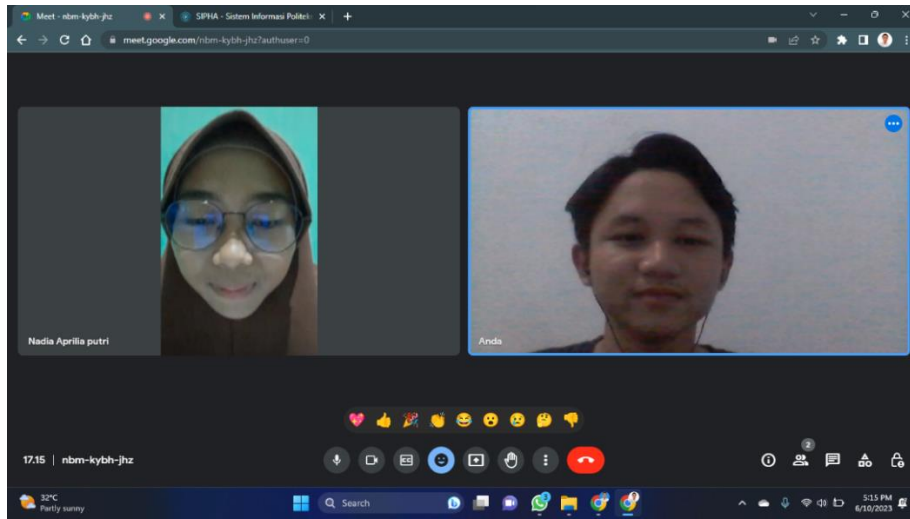 Meet - nbm-kybh-jhz
SIPHA - Sistem Informasi Politek
meet.google.com/nbm-kybh-jhz?authuser=0
Nadia Aprilia putri
Anda
17.15 | nbm-kybh-jhz
CC
2
32°C
Partly sunny
Search
5:15 PM
6/10/2023